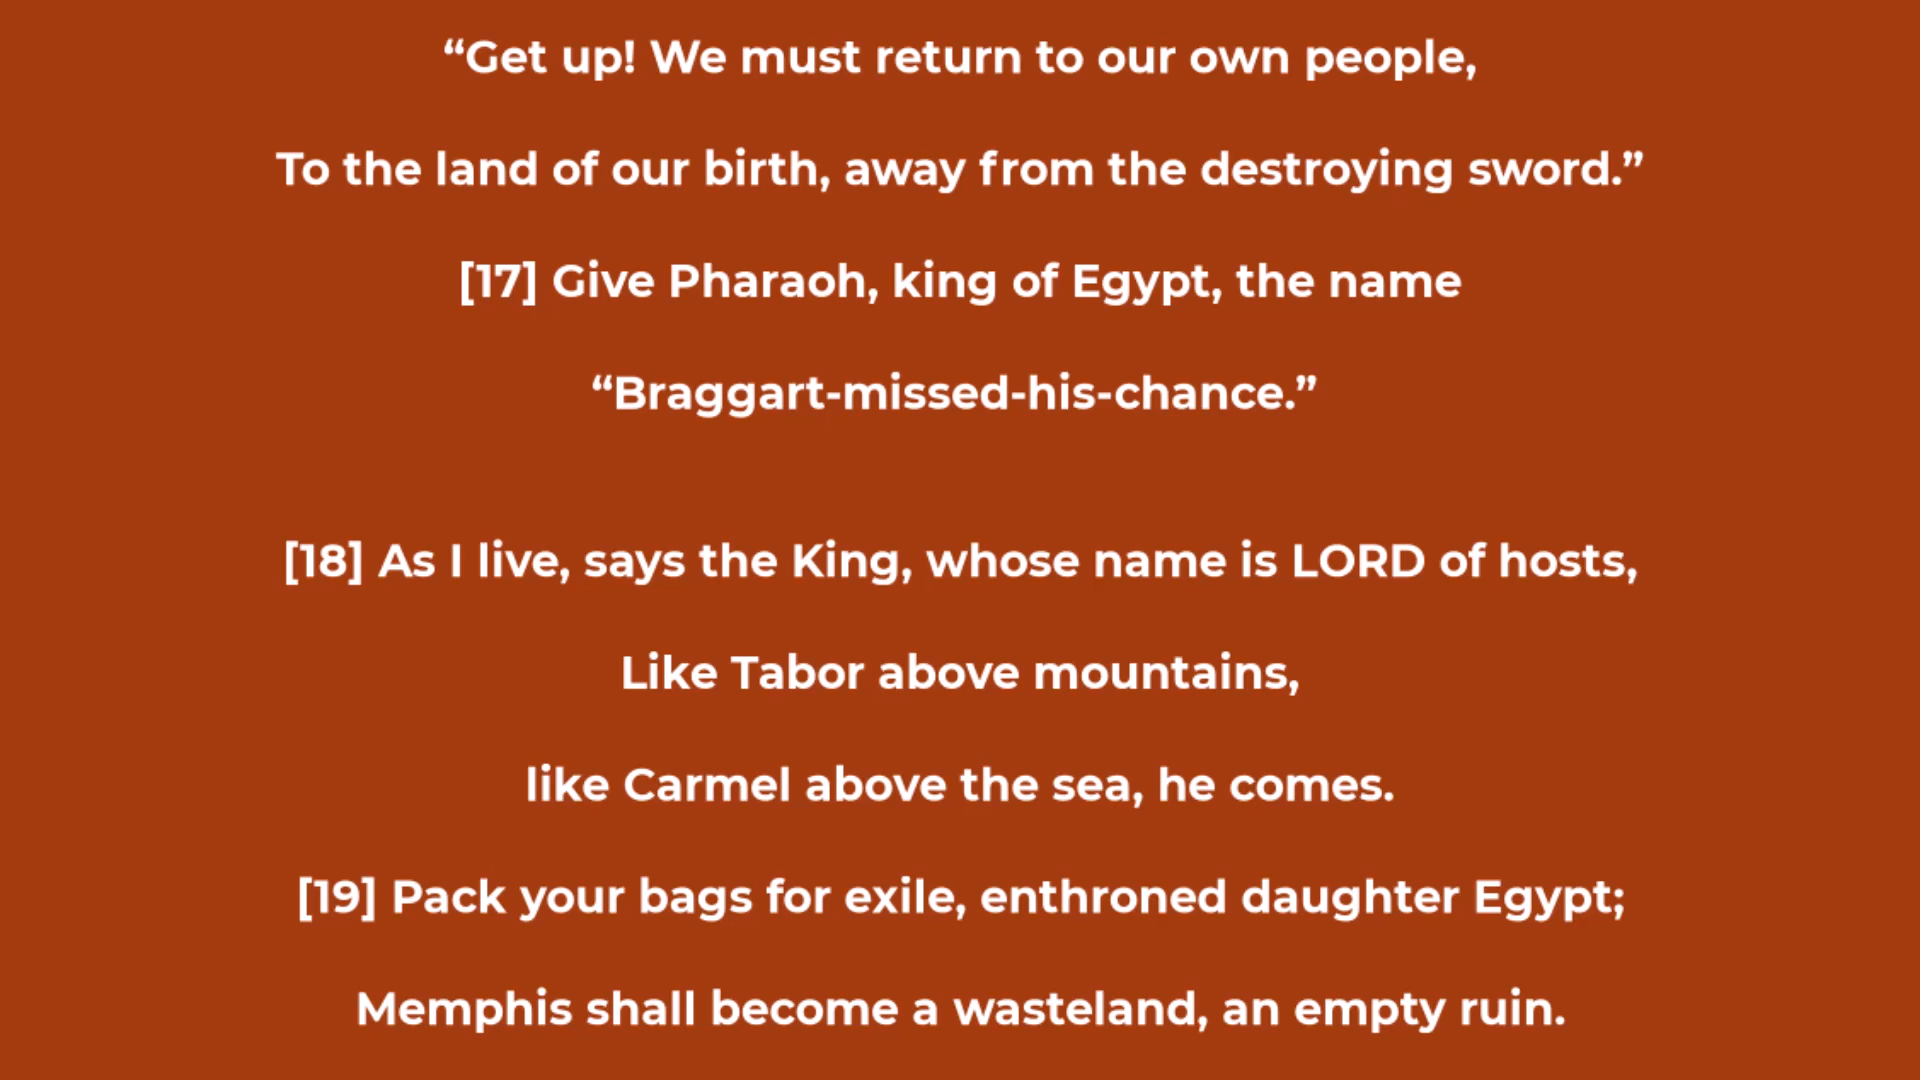 “Get up! We must return to our own people,
To the land of our birth, away from the destroying sword.”
[17] Give Pharaoh, king of Egypt, the name
“Braggart-missed-his-chance.”
[18] As I live, says the King, whose name is LORD of hosts,
Like Tabor above mountains,
like Carmel above the sea, he comes.
[19] Pack your bags for exile, enthroned daughter Egypt;
Memphis shall become a wasteland, an empty ruin.